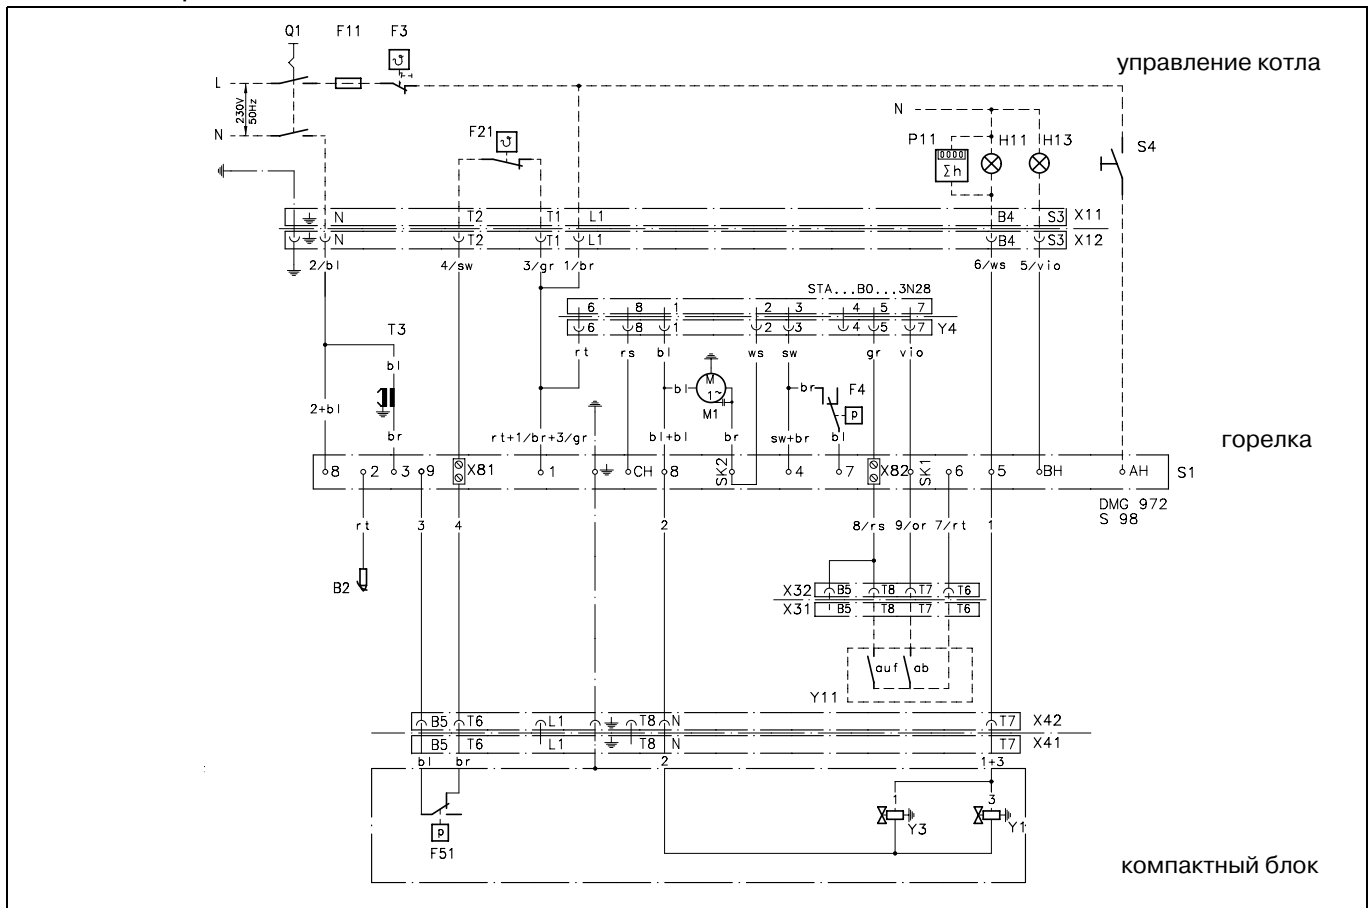 Q1 F11 F3
управление котла
L
230V
50Hz
N
F21
N
P11 H11 H13 S4
0000
Σh
N T2 T1 L1 B4 S3 X11
N T2 T1 L1 B4 S3 X12
2/bl 4/sw 3/gr 1/br 6/ws 5/vio
STA...B0...3N28
6 8 1 2 3 4 5 7
6 8 1 2 3 4 5 7 Y4
T3
rt rs bl ws sw gr vio
bl
M
1~
bl
M1
br F4
p
2+bl
br rt+1/br+3/gr bl+bl br sw+br bl
горелка
8 2 3 9 X81 1 CH 8 SK2 4 7 X82 SK1 6 5 BH AH S1
DMG 972
S 98
rt 3 4 2 8/rs 9/or 7/rt 1
B2
X32 B5 T8 T7 T6
X31 B5 T8 T7 T6
auf ab
Y11
B5 T6 L1 T8 N T7 X42
B5 T6 L1 T8 N T7 X41
bl br 2 1+3
1 3
Y3 Y1
p
F51
компактный блок